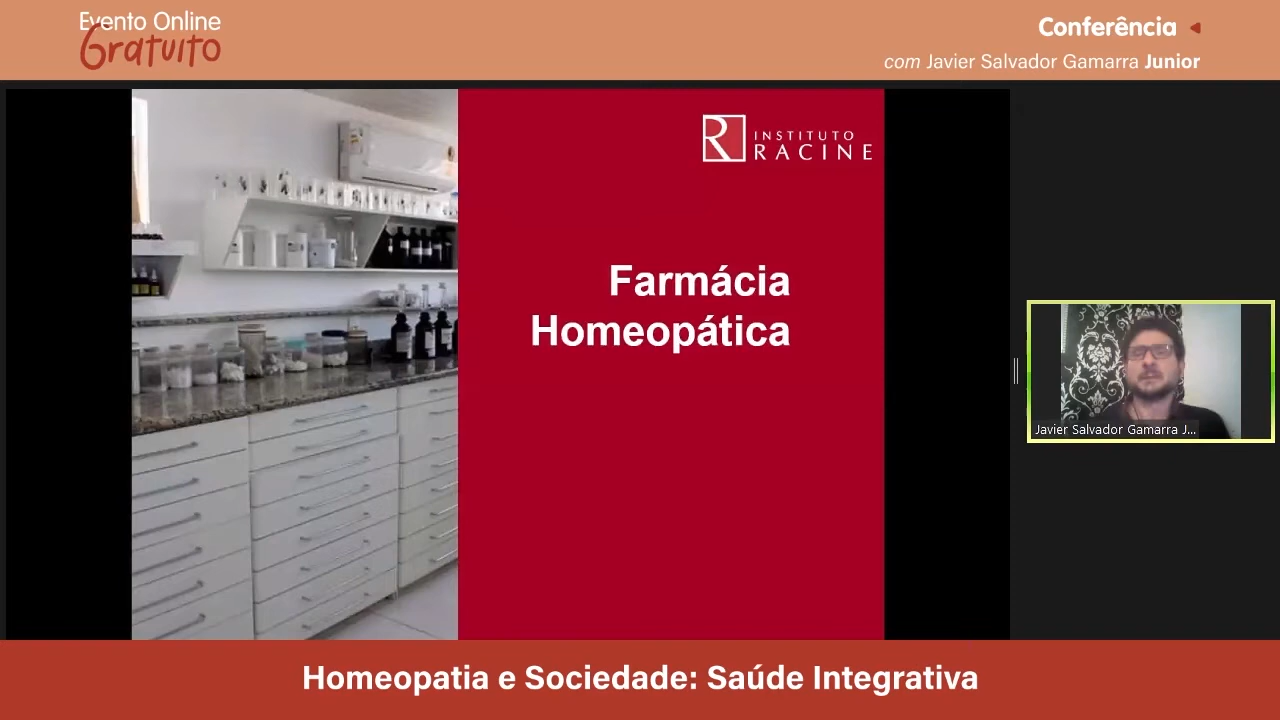 Evento Online
Gratuito
Conferência
com Javier Salvador Gamarra Junior
INSTITUTO
RACINE
Farmácia
Homeopática
Javier Salvador Gamarra J...
Homeopatia e Sociedade: Saúde Integrativa